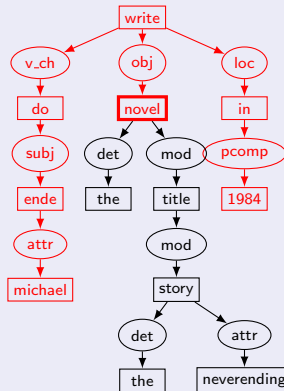 write
v_ch obj loc
do novel in
subj det mod pcomp
ende the title 1984
attr mod
michael story
det attr
the neverending